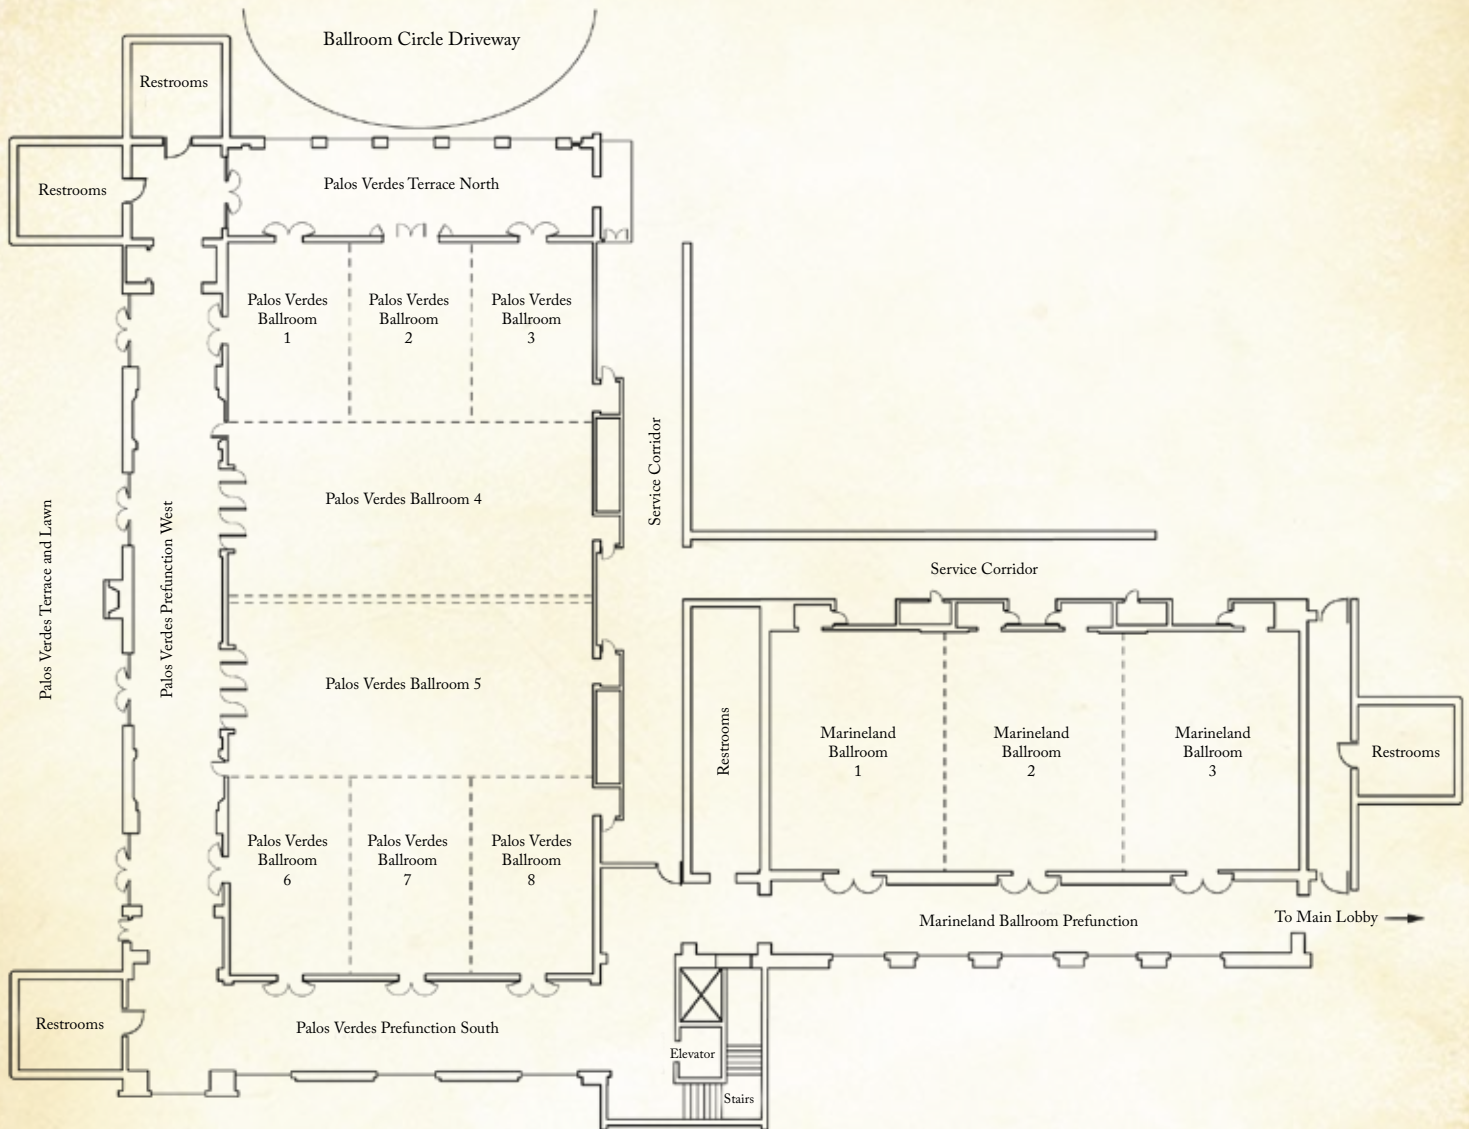 Ballroom Circle Driveway
Restrooms
Restrooms
Palos Verdes Terrace North
Palos Verdes
Ballroom
1
Palos Verdes
Ballroom
2
Palos Verdes
Ballroom
3
Palos Verdes Terrace and Lawn
Palos Verdes Prefunction West
Palos Verdes Ballroom 4
Service Corridor
Service Corridor
Palos Verdes Ballroom 5
Palos Verdes
Ballroom
6
Palos Verdes
Ballroom
7
Palos Verdes
Ballroom
8
Restrooms
Marineland
Ballroom
1
Marineland
Ballroom
2
Marineland
Ballroom
3
Restrooms
Marineland Ballroom Prefunction
To Main Lobby
Restrooms
Palos Verdes Prefunction South
Elevator
Stairs